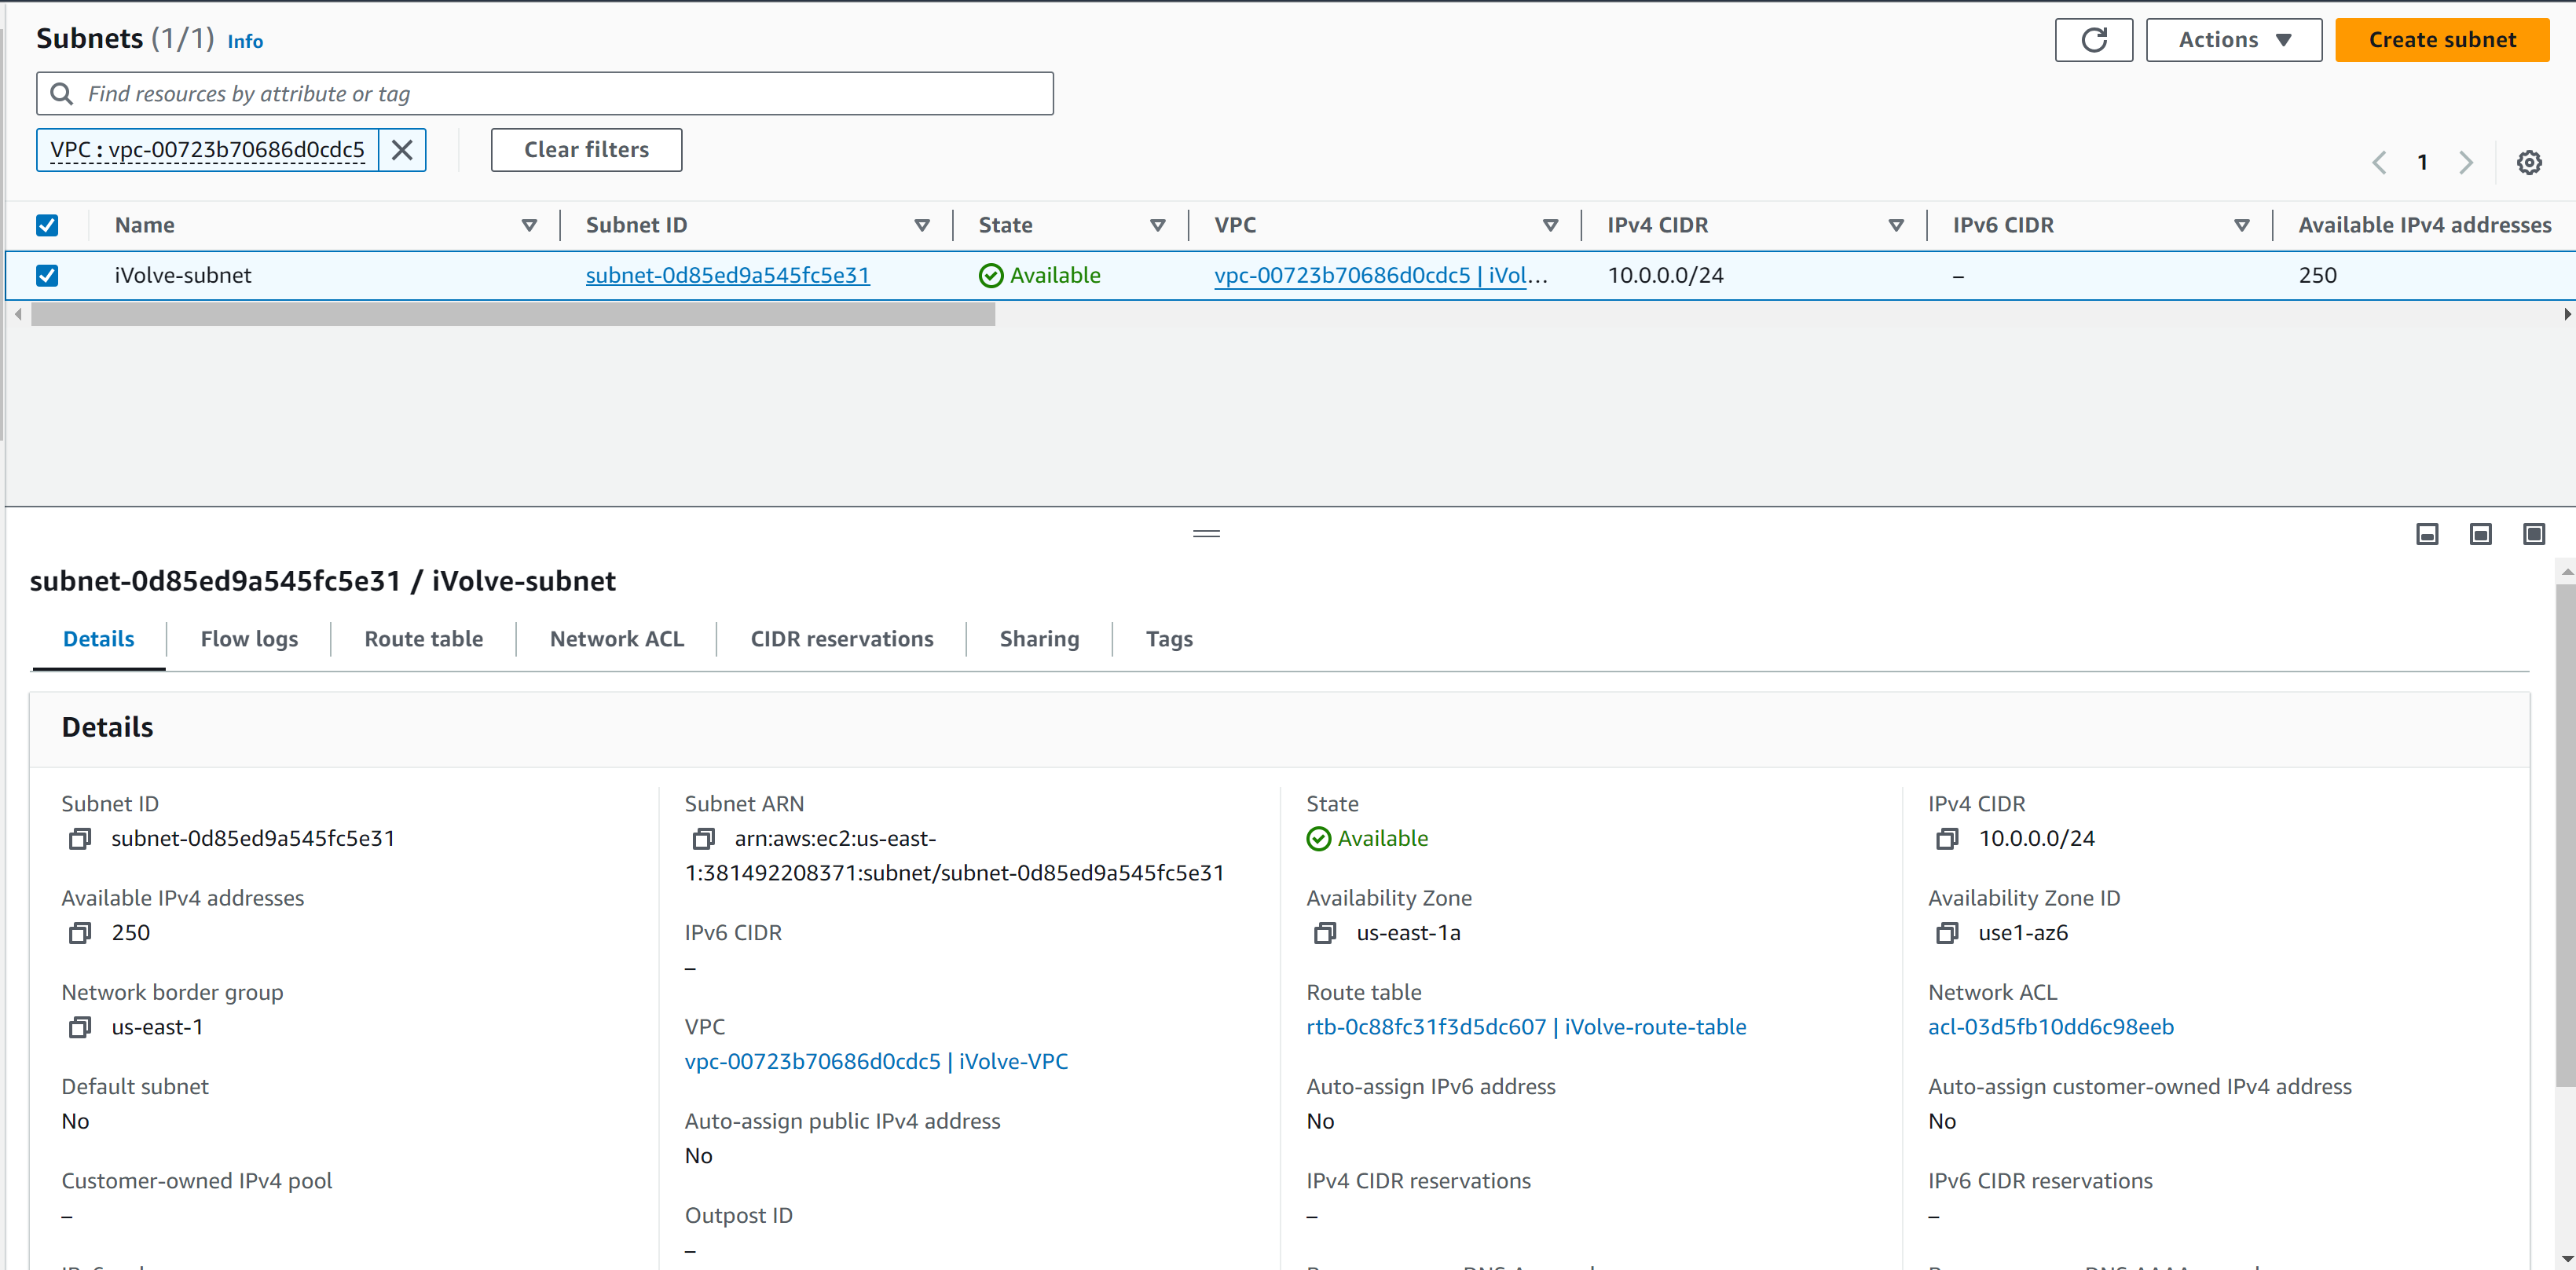 Subnets (1/1) Info
Actions
Create subnet
Find resources by attribute or tag
VPC : vpc-00723b70686d0cdc5
Clear filters
1
Name Subnet ID State VPC IPv4 CIDR IPv6 CIDR Available IPv4 addresses
iVolve-subnet subnet-0d85ed9a545fc5e31 Available vpc-00723b70686d0cdc5 | iVol... 10.0.0.0/24 – 250
subnet-0d85ed9a545fc5e31 / iVolve-subnet
Details Flow logs Route table Network ACL CIDR reservations Sharing Tags
Details
Subnet ID
subnet-0d85ed9a545fc5e31
Available IPv4 addresses
250
Network border group
us-east-1
Default subnet
No
Customer-owned IPv4 pool
–
Subnet ARN
arn:aws:ec2:us-east-
1:381492208371:subnet/subnet-0d85ed9a545fc5e31
IPv6 CIDR
–
VPC
vpc-00723b70686d0cdc5 | iVolve-VPC
Auto-assign public IPv4 address
No
Outpost ID
–
State
Available
Availability Zone
us-east-1a
Route table
rtb-0c88fc31f3d5dc607 | iVolve-route-table
Auto-assign IPv6 address
No
IPv4 CIDR reservations
–
IPv4 CIDR
10.0.0.0/24
Availability Zone ID
use1-az6
Network ACL
acl-03d5fb10dd6c98eeb
Auto-assign customer-owned IPv4 address
No
IPv6 CIDR reservations
–